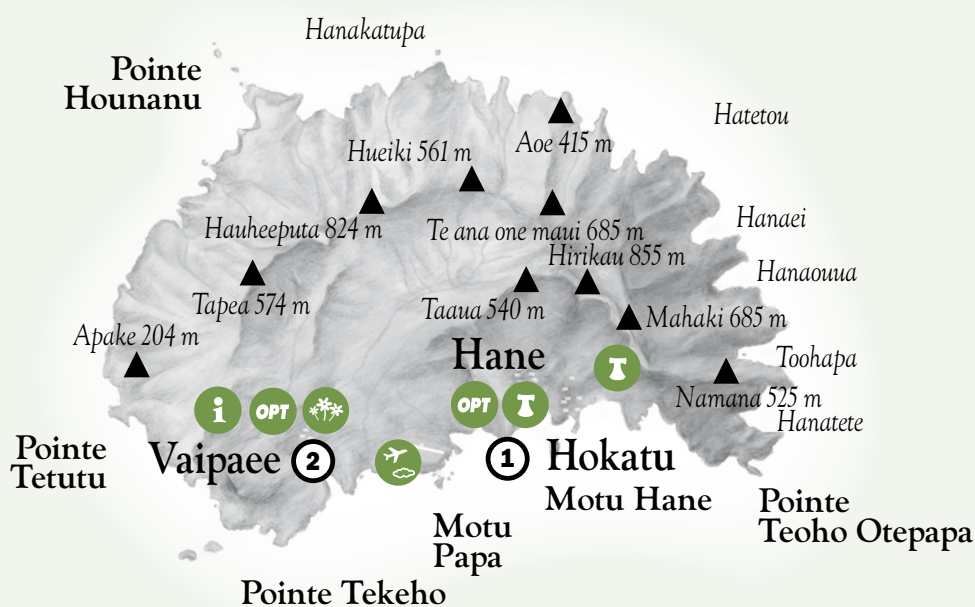 Hanakatupa
Pointe
Hounanu
Hatetou
Aoe 415 m
Hueiki 561 m
Hauheeputa 824 m
Te ana one maui 685 m
Hanaei
Hirikau 855 m
Hanaouua
Tapea 574 m
Taaua 540 m
Mahaki 685 m
Apake 204 m
Hane
Toohapa
Namana 525 m
Hanatete
i
OPT
OPT
Pointe
Tetutu
Vaipaee
2
1
Hokatu
Motu Hane
Pointe
Teoho Otepapa
Motu
Papa
Pointe Tekeho